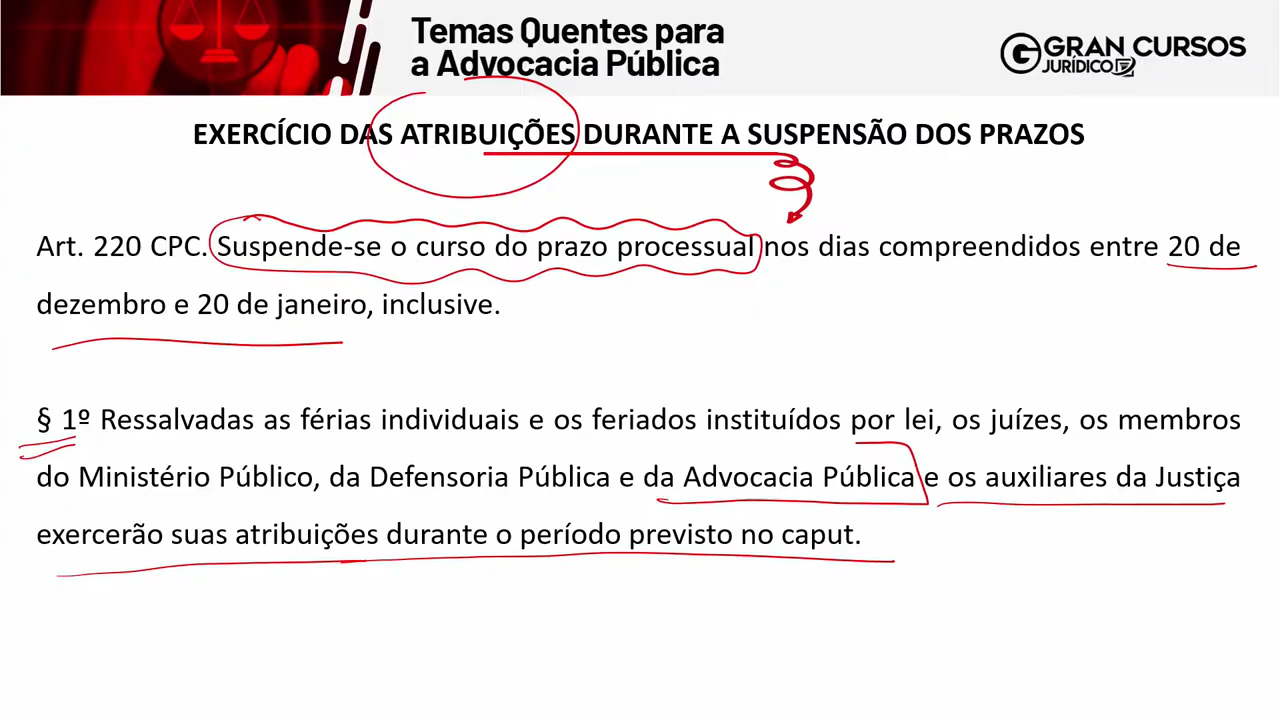 Temas Quentes para
a Advocacia Pública
GRAN CURSOS
JURÍDICO
EXERCÍCIO DAS ATRIBUIÇÕES DURANTE A SUSPENSÃO DOS PRAZOS
Art. 220 CPC. Suspende-se o curso do prazo processual nos dias compreendidos entre 20 de
dezembro e 20 de janeiro, inclusive.
§ 1º Ressalvadas as férias individuais e os feriados instituídos por lei, os juízes, os membros
do Ministério Público, da Defensoria Pública e da Advocacia Pública e os auxiliares da Justiça
exercerão suas atribuições durante o período previsto no caput.